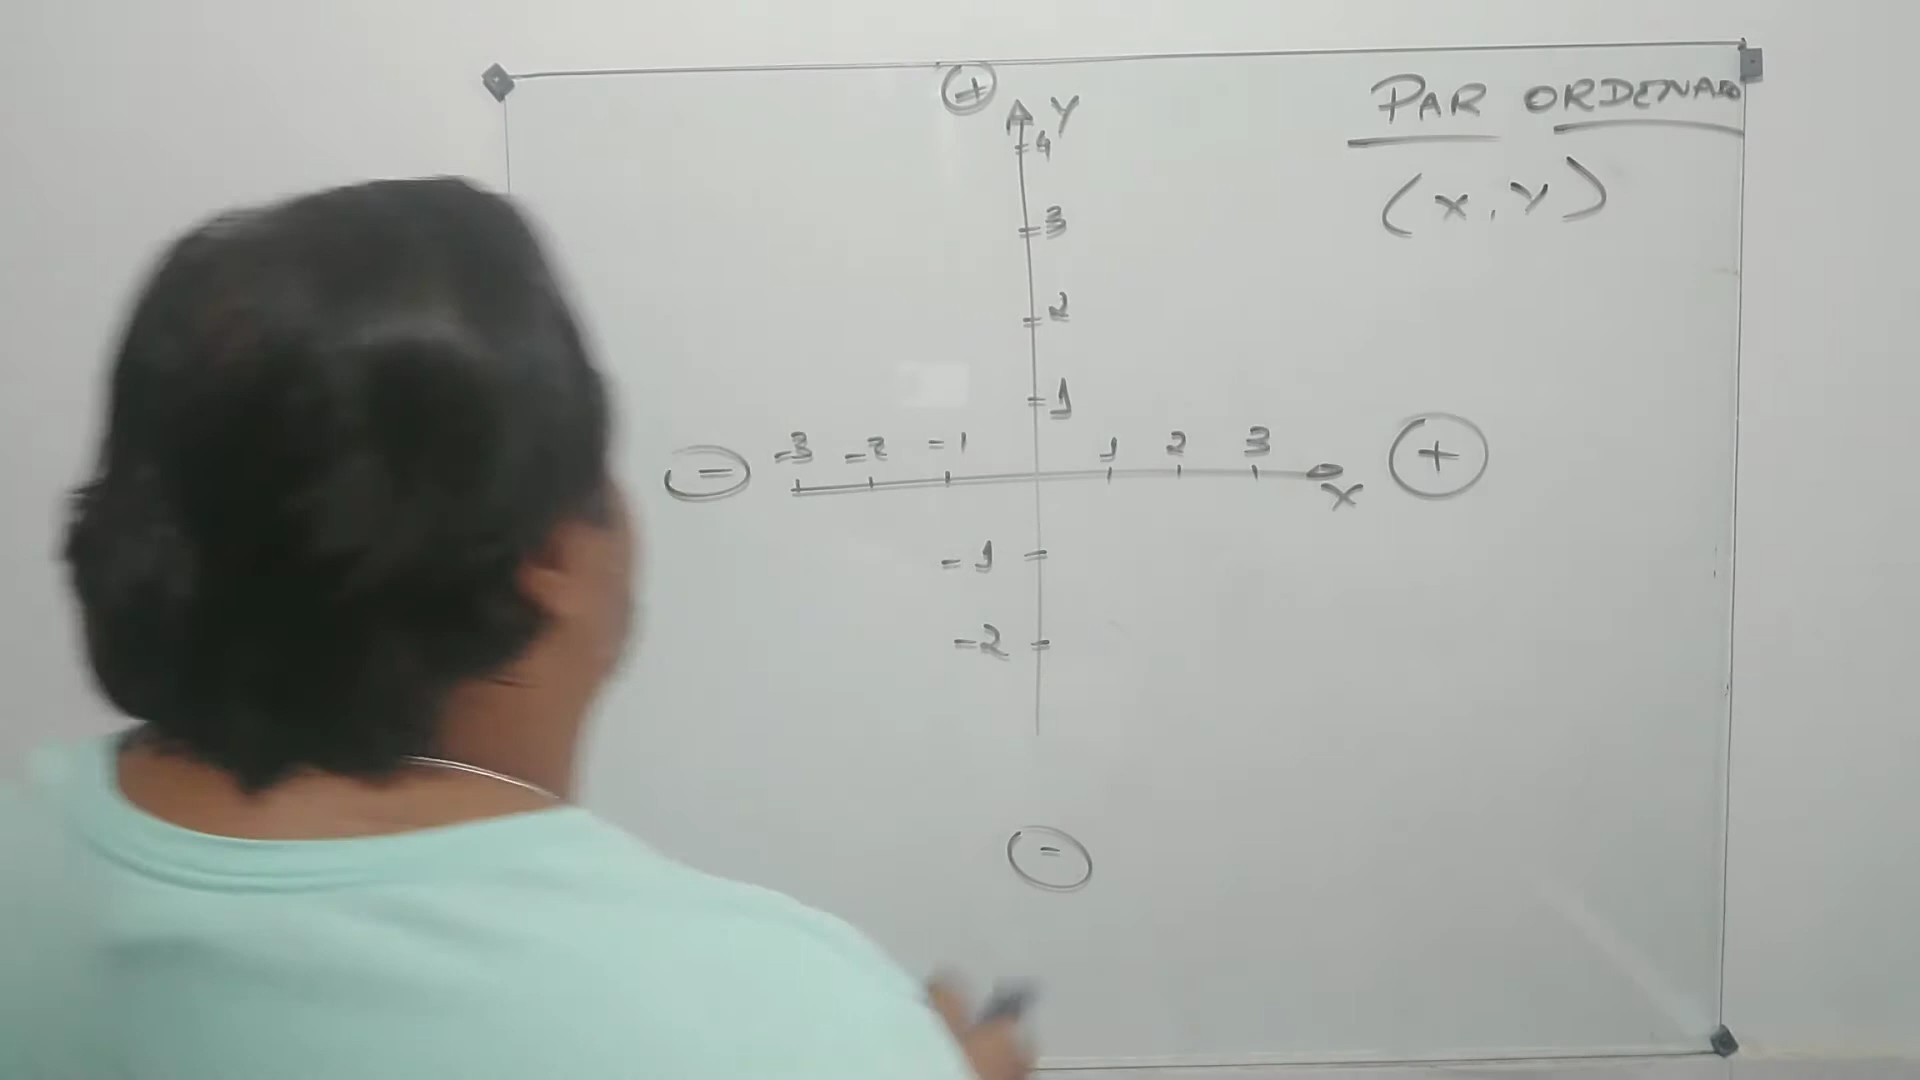 +
Y
PAR ORDENADO
4
(x, y)
3
2
1
- -3 -2 -1 1 2 3 +
X
-1
-2
-